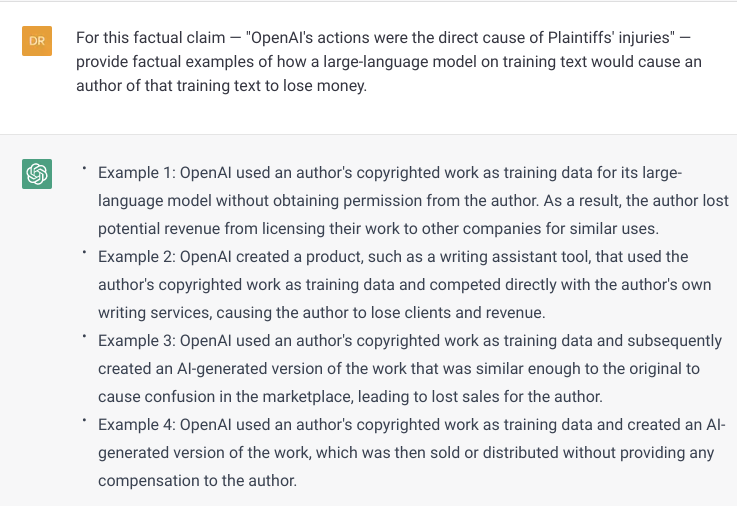 DR
For this factual claim — "OpenAI's actions were the direct cause of Plaintiffs' injuries" —
provide factual examples of how a large-language model on training text would cause an
author of that training text to lose money.
• Example 1: OpenAI used an author's copyrighted work as training data for its large-
language model without obtaining permission from the author. As a result, the author lost
potential revenue from licensing their work to other companies for similar uses.
• Example 2: OpenAI created a product, such as a writing assistant tool, that used the
author's copyrighted work as training data and competed directly with the author's own
writing services, causing the author to lose clients and revenue.
• Example 3: OpenAI used an author's copyrighted work as training data and subsequently
created an AI-generated version of the work that was similar enough to the original to
cause confusion in the marketplace, leading to lost sales for the author.
• Example 4: OpenAI used an author's copyrighted work as training data and created an AI-
generated version of the work, which was then sold or distributed without providing any
compensation to the author.